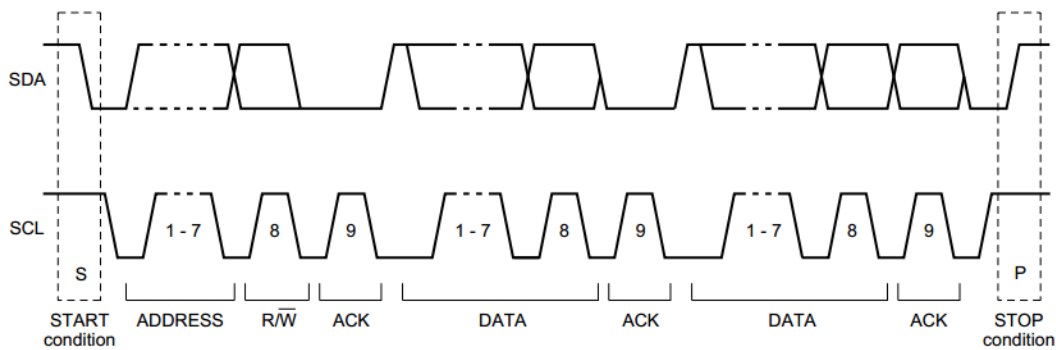 SDA
SCL
1 - 7
8
9
1 - 7
8
9
1 - 7
8
9
S
P
START
condition
ADDRESS
R/W̅
ACK
DATA
ACK
DATA
ACK
STOP
condition